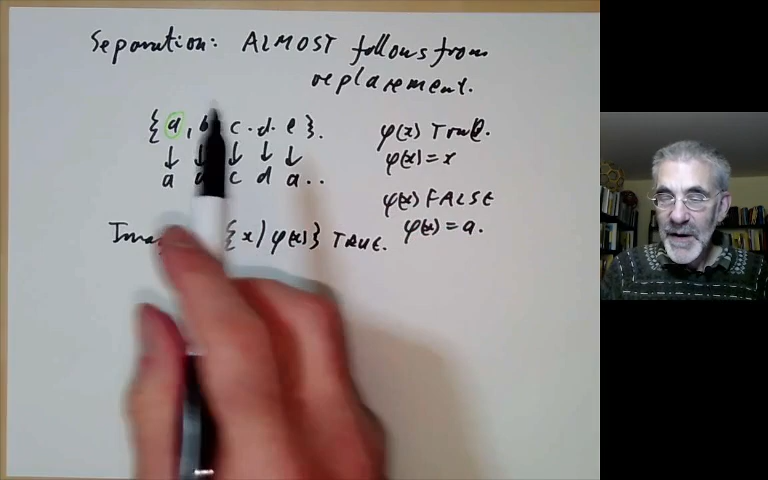 Separation: ALMOST follows from
replacement.
{a, b c. d. e}.
↓ ↓ ↓ ↓ ↓
a a c d a..
φ(x) TRUE.
φ(x) = x
φ(x) FALSE
φ(x) = a.
{x | φ(x)} TRUE.